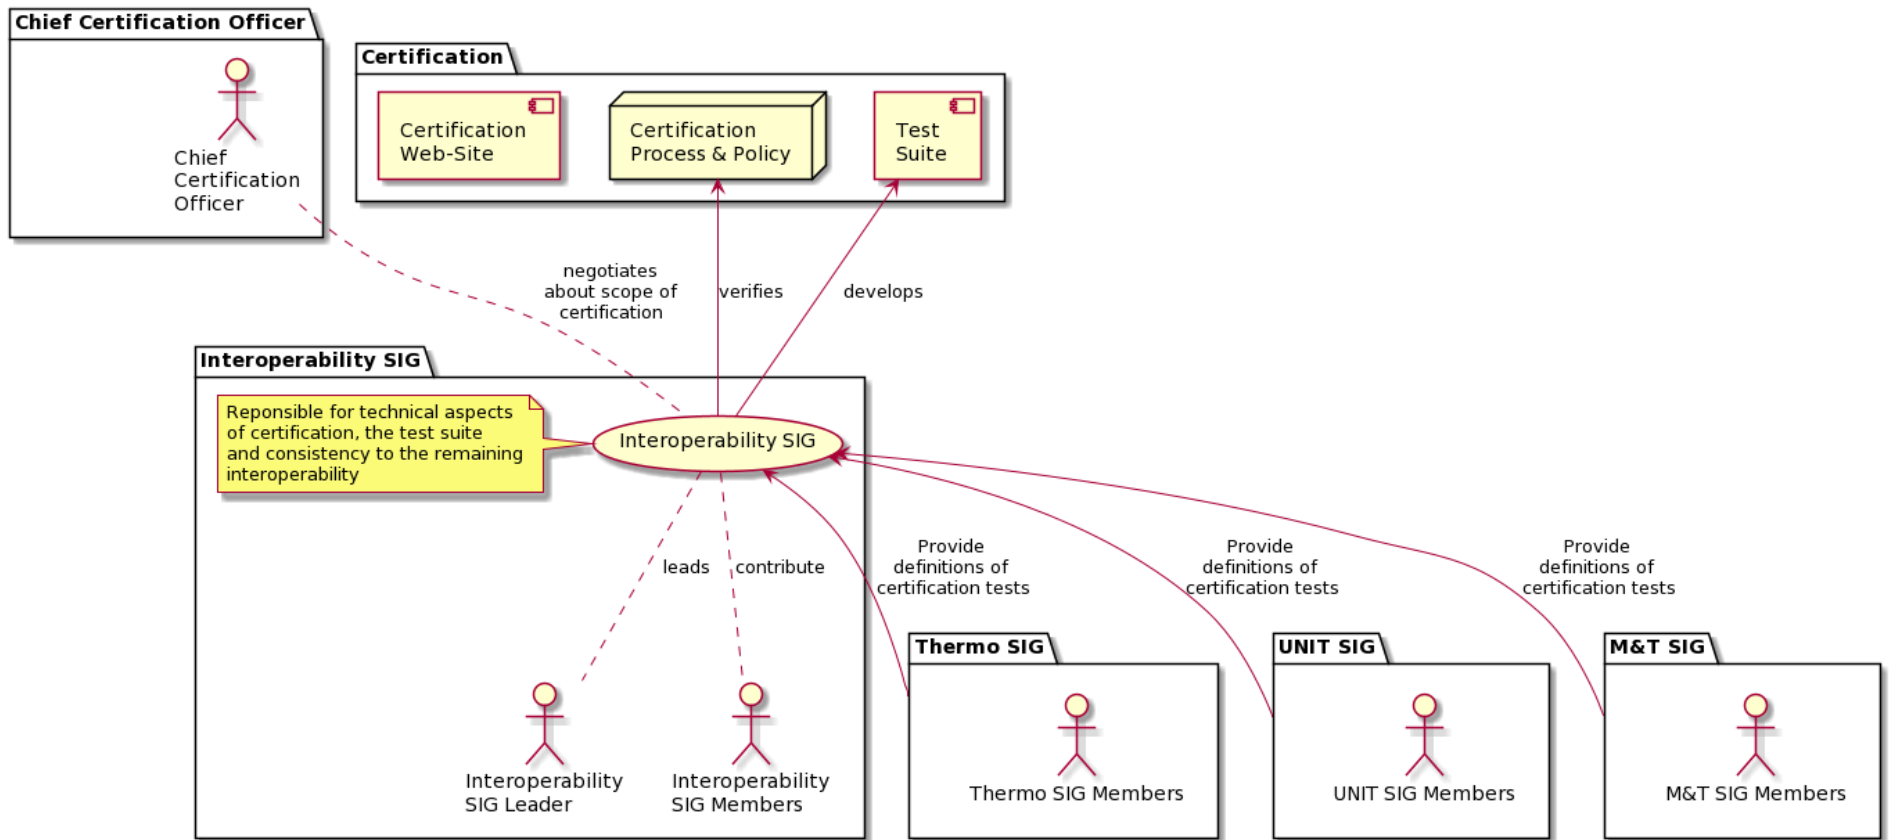 Chief Certification Officer
Chief
Certification
Officer
Certification
Certification
Web-Site
Certification
Process & Policy
Test
Suite
negotiates
about scope of
certification
verifies
develops
Interoperability SIG
Reponsible for technical aspects
of certification, the test suite
and consistency to the remaining
interoperability
Interoperability SIG
leads
contribute
Provide
definitions of
certification tests
Provide
definitions of
certification tests
Provide
definitions of
certification tests
Interoperability
SIG Leader
Interoperability
SIG Members
Thermo SIG
Thermo SIG Members
UNIT SIG
UNIT SIG Members
M&T SIG
M&T SIG Members